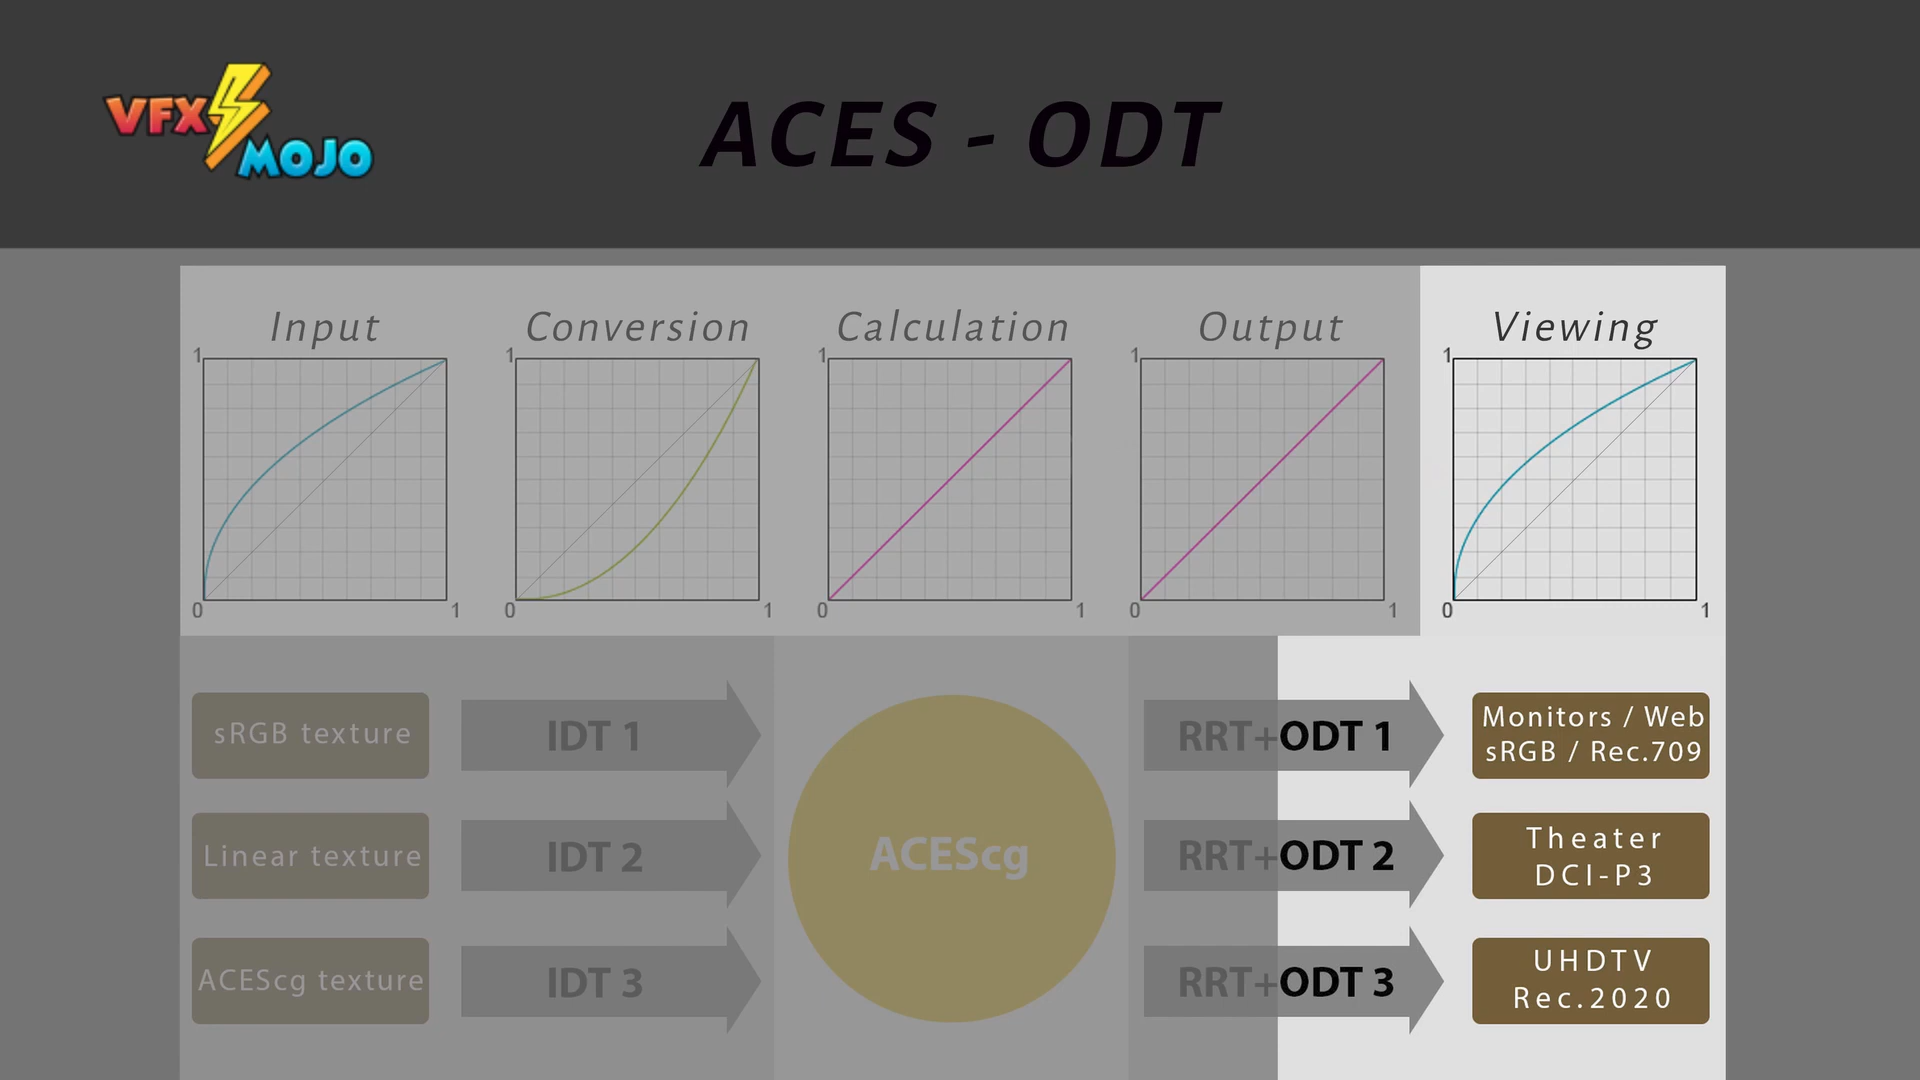 VFX MOJO
ACES - ODT
Input Conversion Calculation Output Viewing
1 1 1 1 1
0 1 0 1 0 1 0 1 0 1
sRGB texture
IDT 1
RRT+ODT 1
Monitors / Web
sRGB / Rec.709
Linear texture
IDT 2
ACEScg
RRT+ODT 2
Theater
DCI-P3
ACEScg texture
IDT 3
RRT+ODT 3
UHDTV
Rec.2020